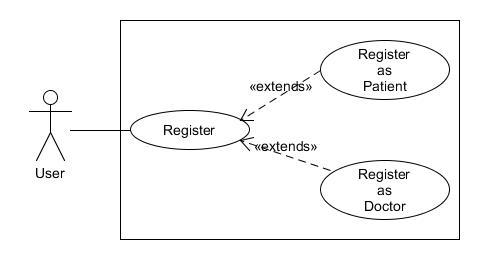 Register
as
Patient
«extends»
Register
«extends»
User
Register
as
Doctor